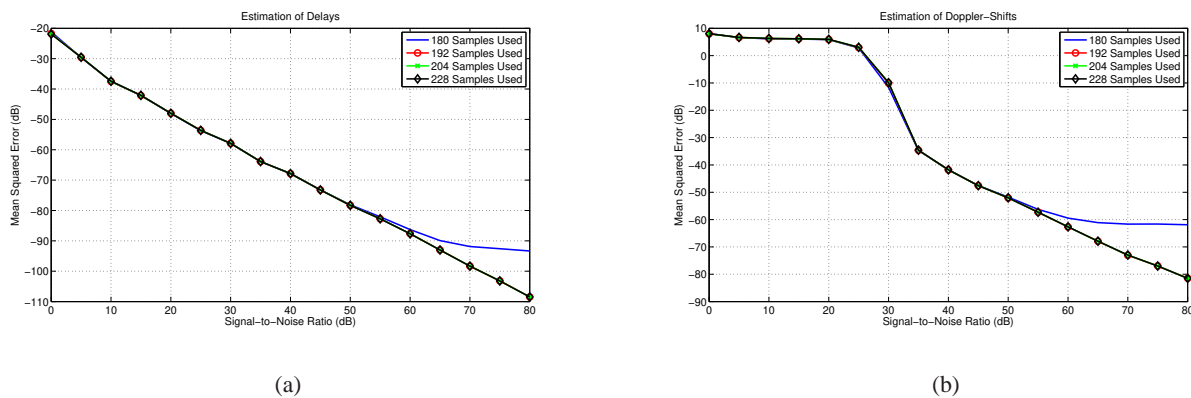 Estimation of Delays
−20
−30
−40
−50
−60
−70
−80
−90
−100
−110
Mean Squared Error (dB)
180 Samples Used
192 Samples Used
204 Samples Used
228 Samples Used
0 10 20 30 40 50 60 70 80
Signal−to−Noise Ratio (dB)
(a)
Estimation of Doppler−Shifts
10
0
−10
−20
−30
−40
−50
−60
−70
−80
−90
Mean Squared Error (dB)
180 Samples Used
192 Samples Used
204 Samples Used
228 Samples Used
0 10 20 30 40 50 60 70 80
Signal−to−Noise Ratio (dB)
(b)